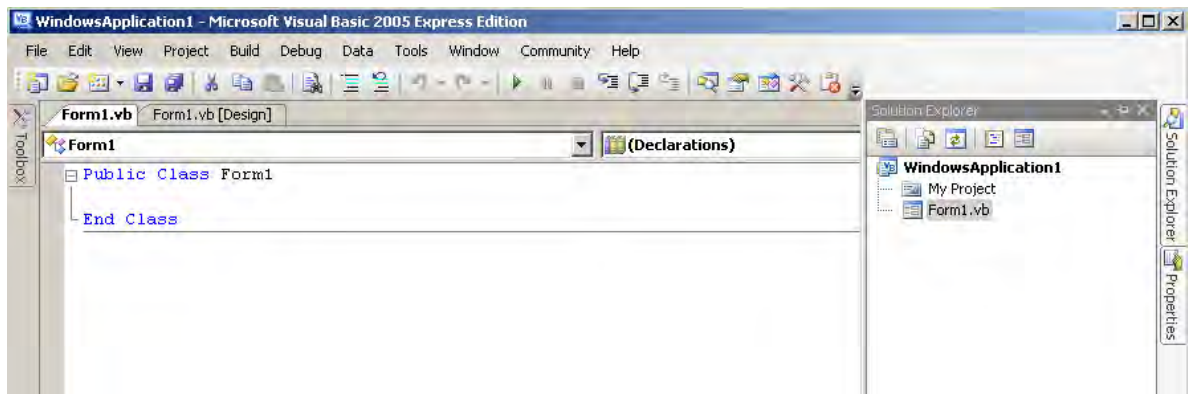 WindowsApplication1 - Microsoft Visual Basic 2005 Express Edition
File Edit View Project Build Debug Data Tools Window Community Help
Toolbox
Form1.vb Form1.vb [Design]
Form1 (Declarations)
Public Class Form1
End Class
Solution Explorer
WindowsApplication1
My Project
Form1.vb
Solution Explorer
Properties